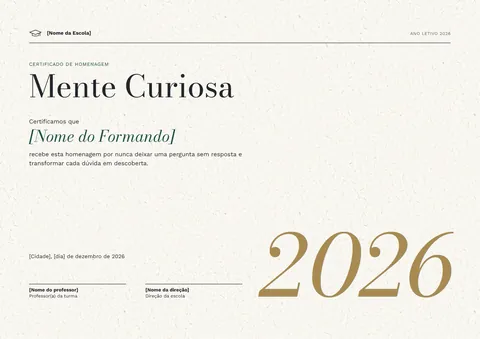 [Nome da Escola]
ANO LETIVO 2026
CERTIFICADO DE HOMENAGEM
Mente Curiosa
Certificamos que
[Nome do Formando]
recebe esta homenagem por nunca deixar uma pergunta sem resposta e
transformar cada dúvida em descoberta.
[Cidade], [dia] de dezembro de 2026
2026
[Nome do professor]
Professor(a) da turma
[Nome da direção]
Direção da escola